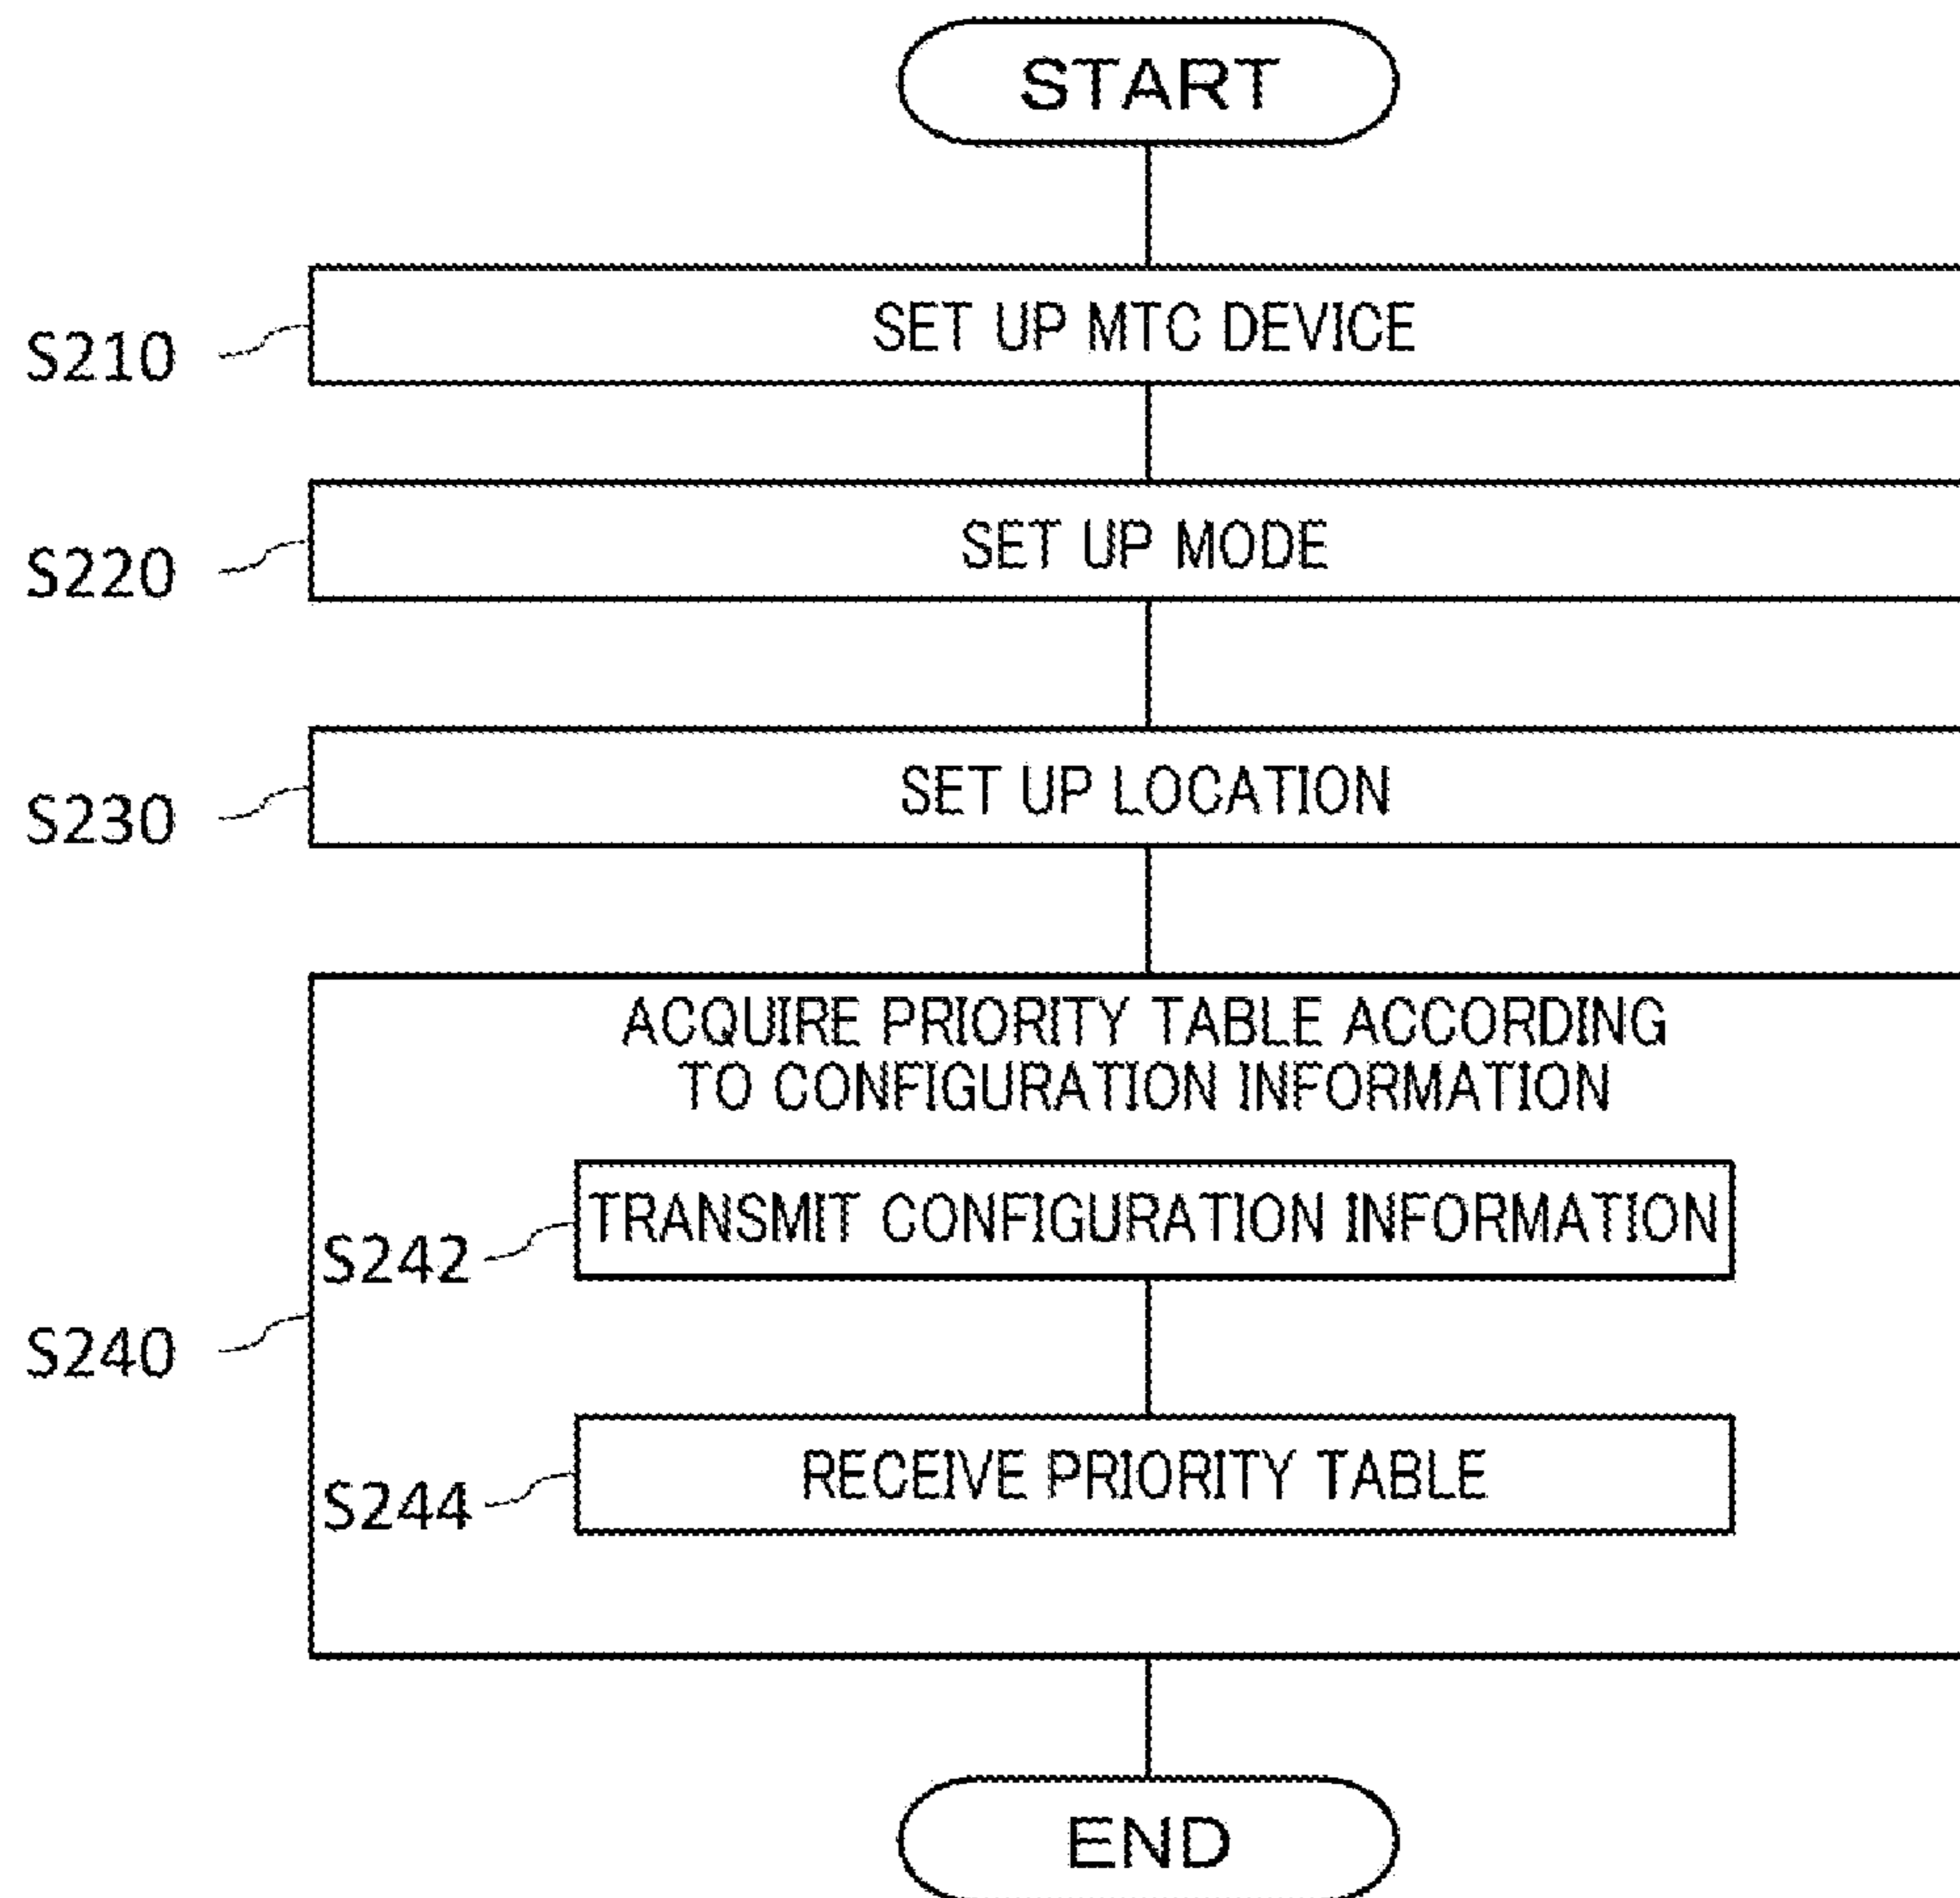 START
S210
SET UP MTC DEVICE
S220
SET UP MODE
S230
SET UP LOCATION
S240
ACQUIRE PRIORITY TABLE ACCORDING
TO CONFIGURATION INFORMATION
S242
TRANSMIT CONFIGURATION INFORMATION
S244
RECEIVE PRIORITY TABLE
END